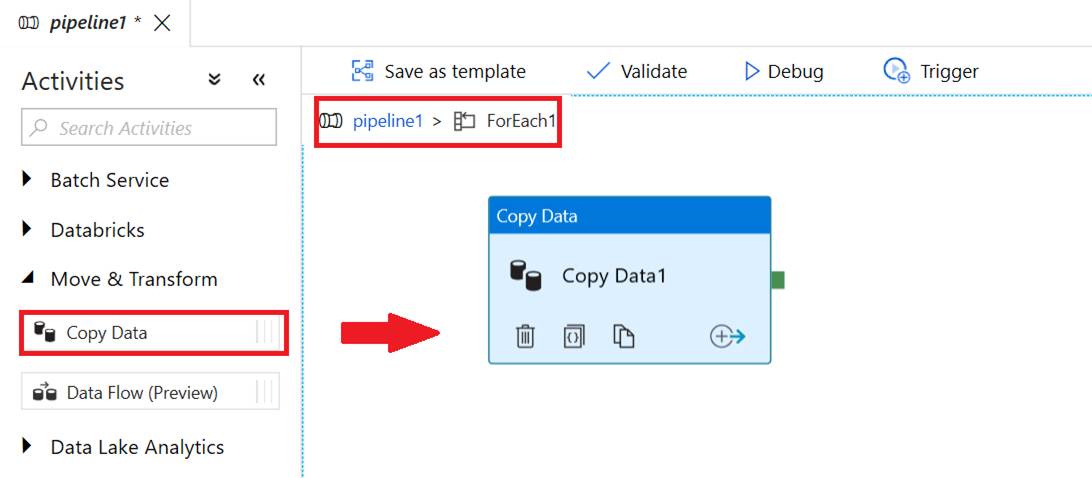 pipeline1 *
Activities
Search Activities
Batch Service
Databricks
Move & Transform
Copy Data
Data Flow (Preview)
Data Lake Analytics
Save as template Validate Debug Trigger
pipeline1 > ForEach1
Copy Data
Copy Data1